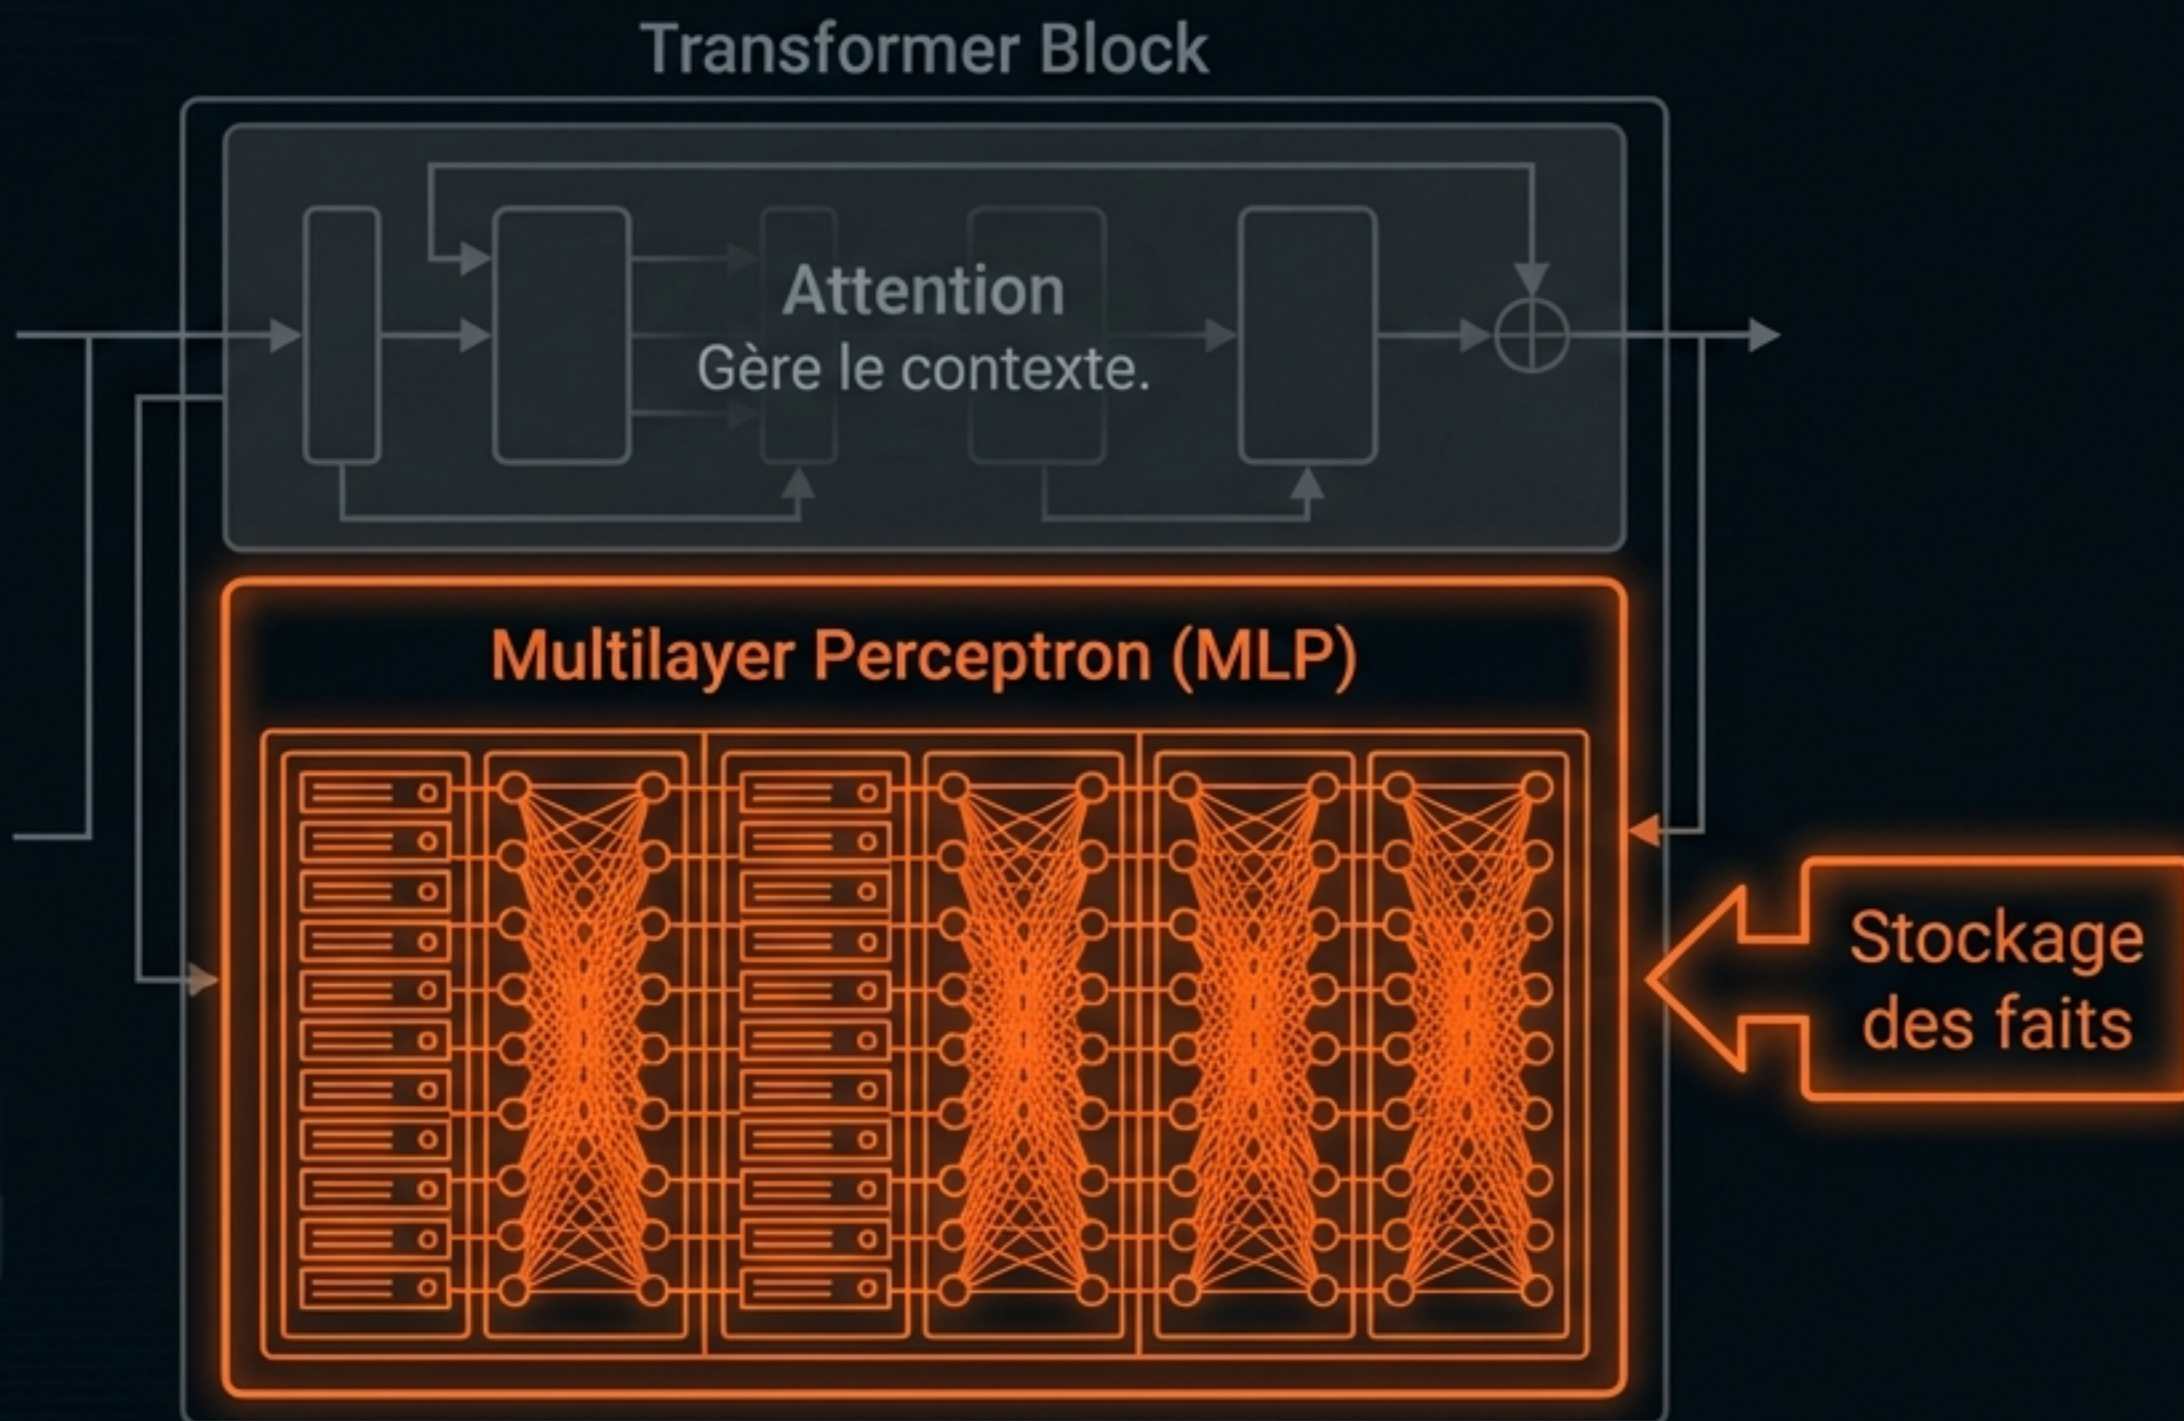 Transformer Block
Attention
Gère le contexte.
Multilayer Perceptron (MLP)
Stockage
des faits